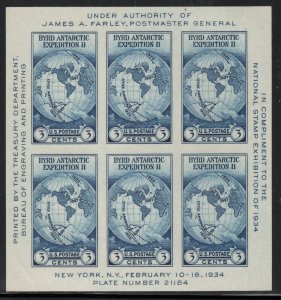 UNDER AUTHORITY OF
JAMES A. FARLEY, POSTMASTER GENERAL
PRINTED BY THE TREASURY DEPARTMENT,
BUREAU OF ENGRAVING AND PRINTING
IN COMPLIMENT TO THE
NATIONAL STAMP EXHIBITION OF 1934
BYRD ANTARCTIC
EXPEDITION II
U.S. POSTAGE
3 CENTS 3
BYRD ANTARCTIC
EXPEDITION II
U.S. POSTAGE
3 CENTS 3
BYRD ANTARCTIC
EXPEDITION II
U.S. POSTAGE
3 CENTS 3
BYRD ANTARCTIC
EXPEDITION II
U.S. POSTAGE
3 CENTS 3
BYRD ANTARCTIC
EXPEDITION II
U.S. POSTAGE
3 CENTS 3
BYRD ANTARCTIC
EXPEDITION II
U.S. POSTAGE
3 CENTS 3
NEW YORK, N.Y., FEBRUARY 10-18, 1934
PLATE NUMBER 21184